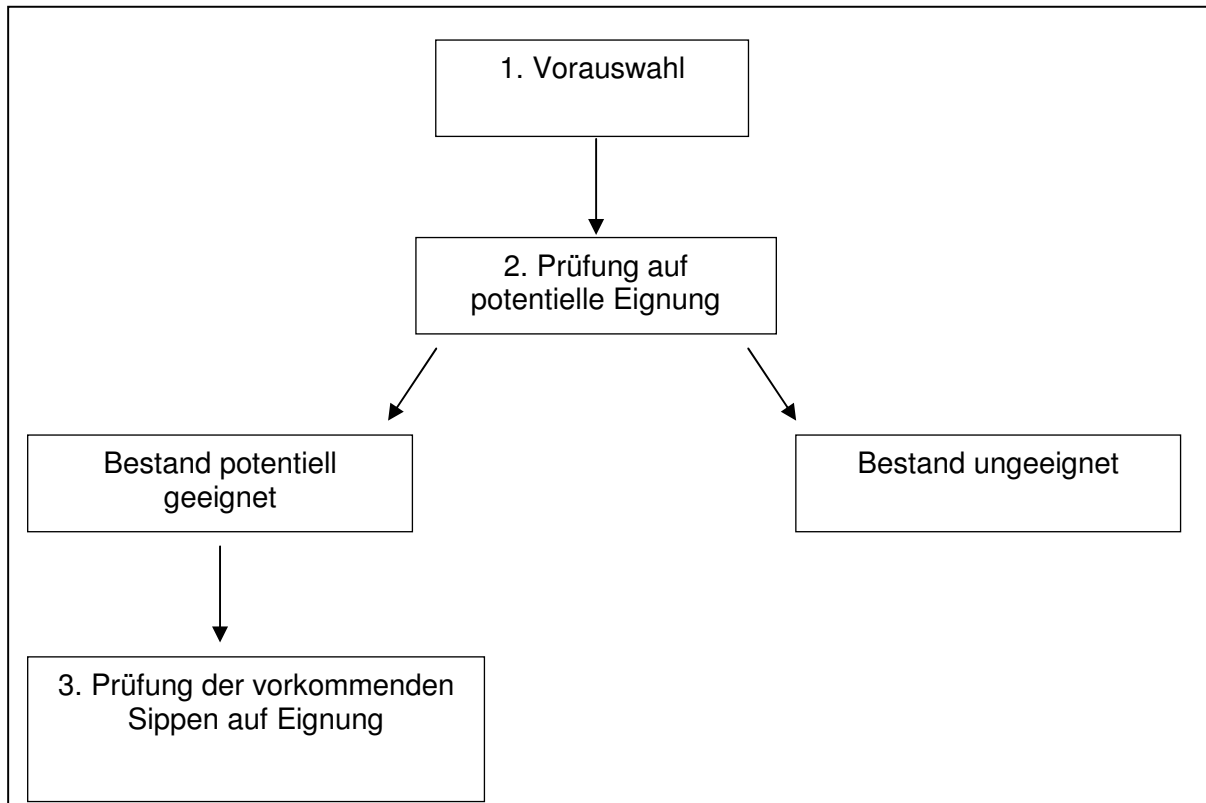 1. Vorauswahl
2. Prüfung auf
potentielle Eignung
Bestand potentiell
geeignet
Bestand ungeeignet
3. Prüfung der vorkommenden
Sippen auf Eignung